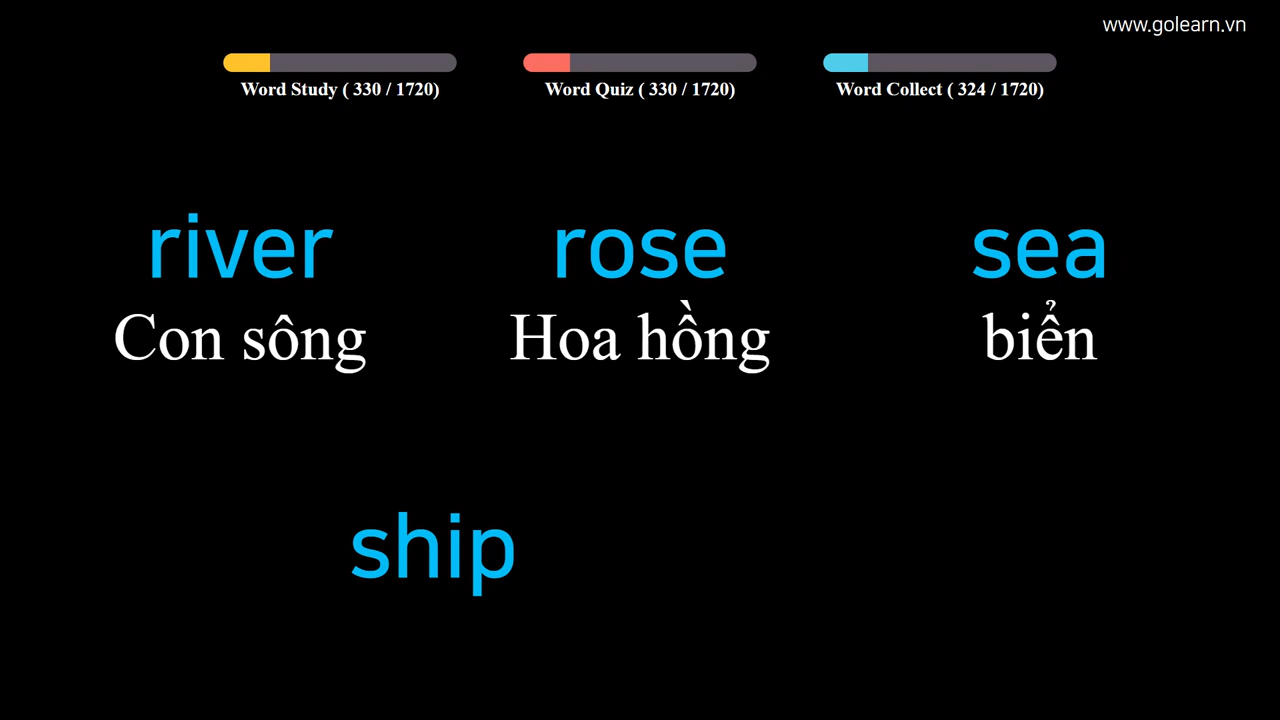 www.golearn.vn
Word Study ( 330 / 1720)
Word Quiz ( 330 / 1720)
Word Collect ( 324 / 1720)
river
rose
sea
Con sông
Hoa hồng
biển
ship